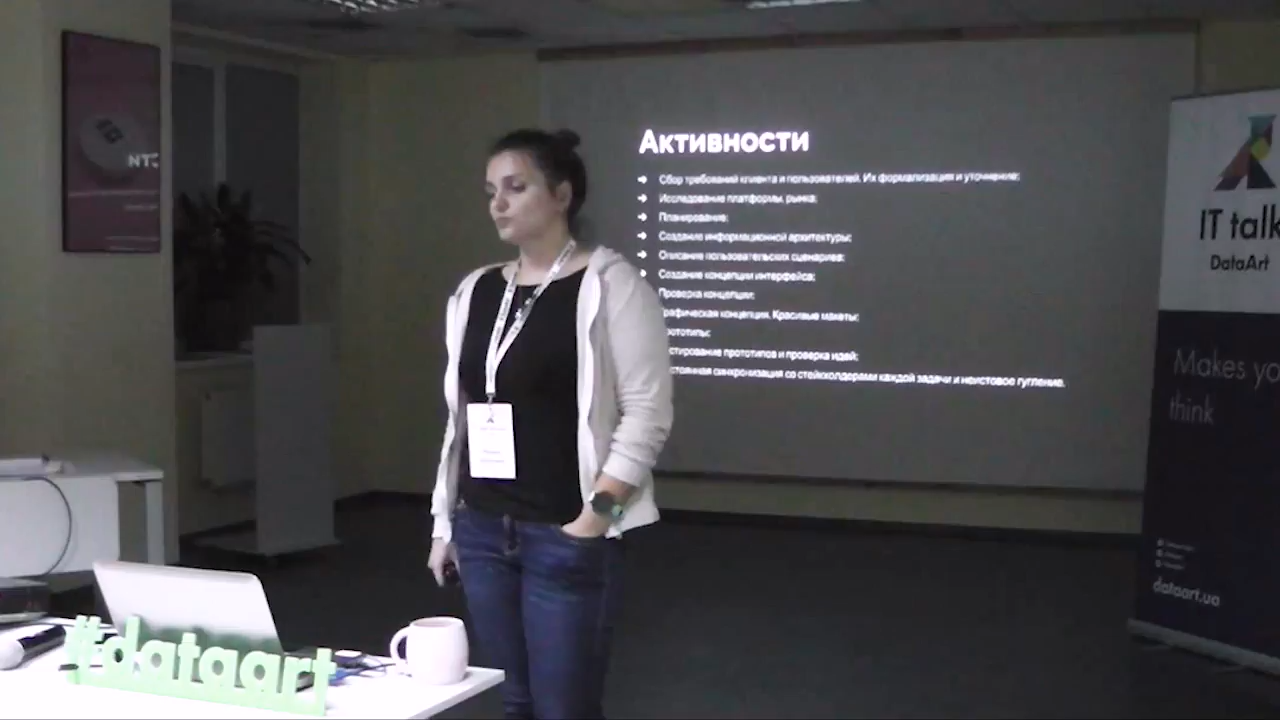 NT
Активности
Сбор требований клиента и пользователей. Их формализация и уточнение;
Исследование платформы, рынка;
Планирование;
Создание информационной архитектуры;
Описание пользовательских сценариев;
Создание концепции интерфейса;
Проверка концепции;
рафическая концепция. Красивые макеты;
рототипы;
стирование прототипов и проверка идей;
стоянная синхронизация со стейкхолдерами каждой задачи и неистовое гугление.
IT talk
DataArt
Makes yo
think
dataart.ua
#dataart